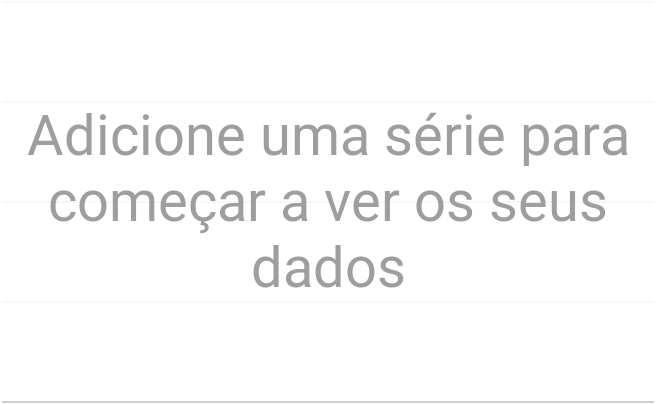 Adicione uma série para
começar a ver os seus
dados